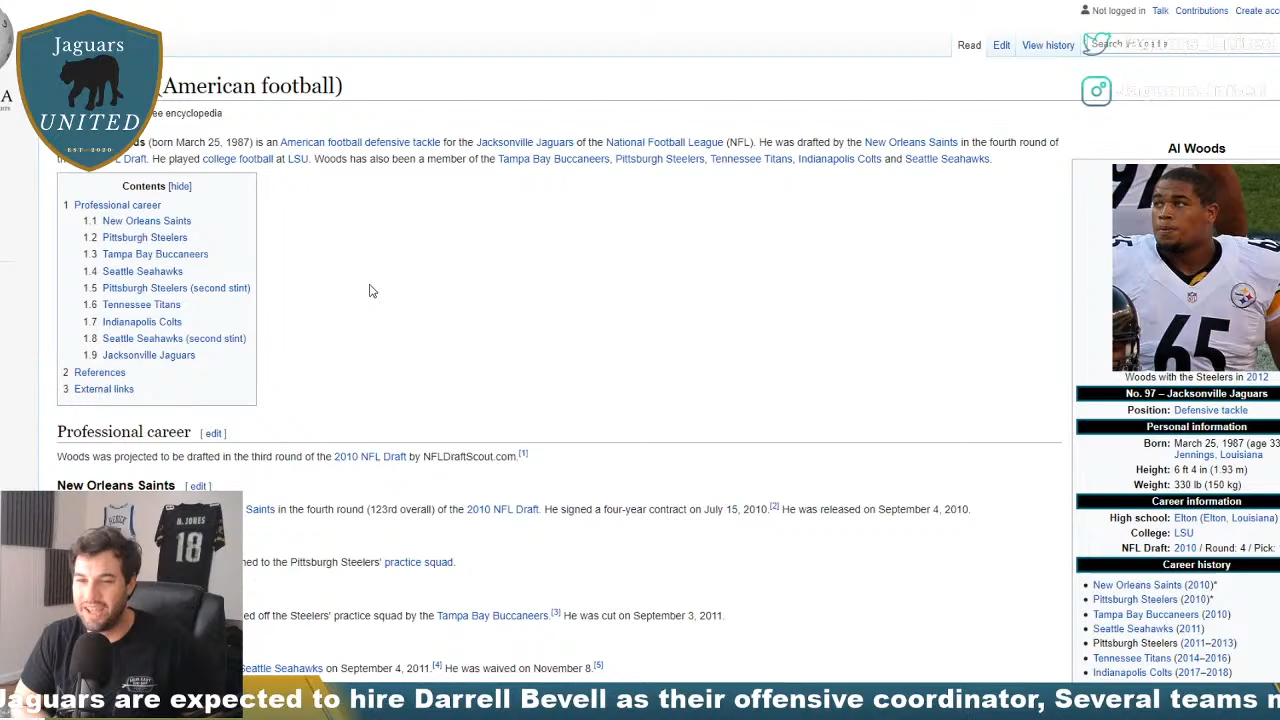 Not logged in Talk Contributions Create acc
Jaguars
UNITED
EST. 2020
Read Edit View history
(American football)
ee encyclopedia
(born March 25, 1987) is an American football defensive tackle for the Jacksonville Jaguars of the National Football League (NFL). He was drafted by the New Orleans Saints in the fourth round of
Draft. He played college football at LSU. Woods has also been a member of the Tampa Bay Buccaneers, Pittsburgh Steelers, Tennessee Titans, Indianapolis Colts and Seattle Seahawks.
Contents [hide]
1 Professional career
1.1 New Orleans Saints
1.2 Pittsburgh Steelers
1.3 Tampa Bay Buccaneers
1.4 Seattle Seahawks
1.5 Pittsburgh Steelers (second stint)
1.6 Tennessee Titans
1.7 Indianapolis Colts
1.8 Seattle Seahawks (second stint)
1.9 Jacksonville Jaguars
2 References
3 External links
Professional career [ edit ]
Woods was projected to be drafted in the third round of the 2010 NFL Draft by NFLDraftScout.com.[1]
New Orleans Saints [ edit ]
Saints in the fourth round (123rd overall) of the 2010 NFL Draft. He signed a four-year contract on July 15, 2010.[2] He was released on September 4, 2010.
ned to the Pittsburgh Steelers' practice squad.
ed off the Steelers' practice squad by the Tampa Bay Buccaneers.[3] He was cut on September 3, 2011.
Seattle Seahawks on September 4, 2011.[4] He was waived on November 8.[5]
Al Woods
65
Woods with the Steelers in 2012
No. 97 – Jacksonville Jaguars
Position: Defensive tackle
Personal information
Born: March 25, 1987 (age 33
Jennings, Louisiana
Height: 6 ft 4 in (1.93 m)
Weight: 330 lb (150 kg)
Career information
High school: Elton (Elton, Louisiana)
College: LSU
NFL Draft: 2010 / Round: 4 / Pick:
Career history
New Orleans Saints (2010)*
Pittsburgh Steelers (2010)*
Tampa Bay Buccaneers (2010)
Seattle Seahawks (2011)
Pittsburgh Steelers (2011–2013)
Tennessee Titans (2014–2016)
Indianapolis Colts (2017–2018)
M. JONES
18
Jaguars are expected to hire Darrell Bevell as their offensive coordinator, Several teams